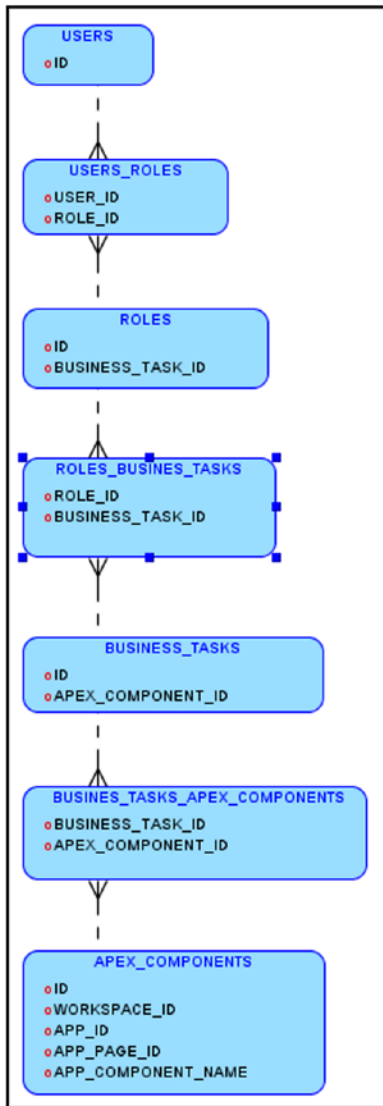 USERS
ID
USERS_ROLES
USER_ID
ROLE_ID
ROLES
ID
BUSINESS_TASK_ID
ROLES_BUSINES_TASKS
ROLE_ID
BUSINESS_TASK_ID
BUSINESS_TASKS
ID
APEX_COMPONENT_ID
BUSINES_TASKS_APEX_COMPONENTS
BUSINESS_TASK_ID
APEX_COMPONENT_ID
APEX_COMPONENTS
ID
WORKSPACE_ID
APP_ID
APP_PAGE_ID
APP_COMPONENT_NAME